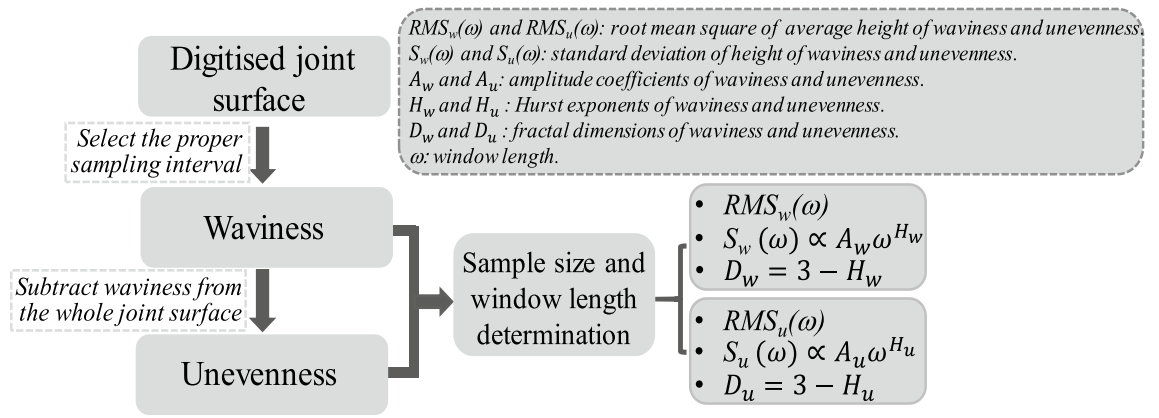 Digitised joint
surface
RMSw(ω) and RMSu(ω): root mean square of average height of waviness and unevenness.
Sw(ω) and Su(ω): standard deviation of height of waviness and unevenness.
Aw and Au: amplitude coefficients of waviness and unevenness.
Hw and Hu : Hurst exponents of waviness and unevenness.
Dw and Du : fractal dimensions of waviness and unevenness.
ω: window length.
Select the proper
sampling interval
Waviness
Subtract waviness from
the whole joint surface
Unevenness
Sample size and
window length
determination
• RMSw(ω)
• Sw (ω) ∝ Awω^Hw
• Dw = 3 − Hw
• RMSu(ω)
• Su (ω) ∝ Auω^Hu
• Du = 3 − Hu